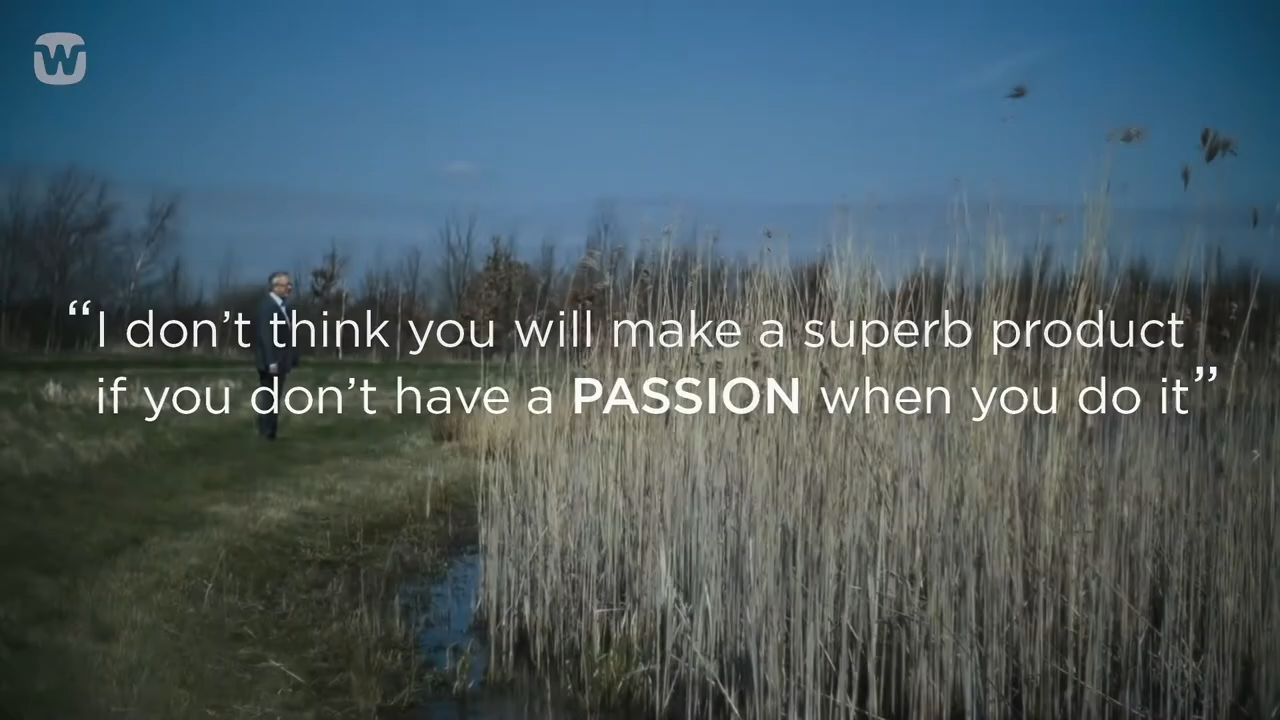 W
“I don’t think you will make a superb product
if you don’t have a PASSION when you do it”